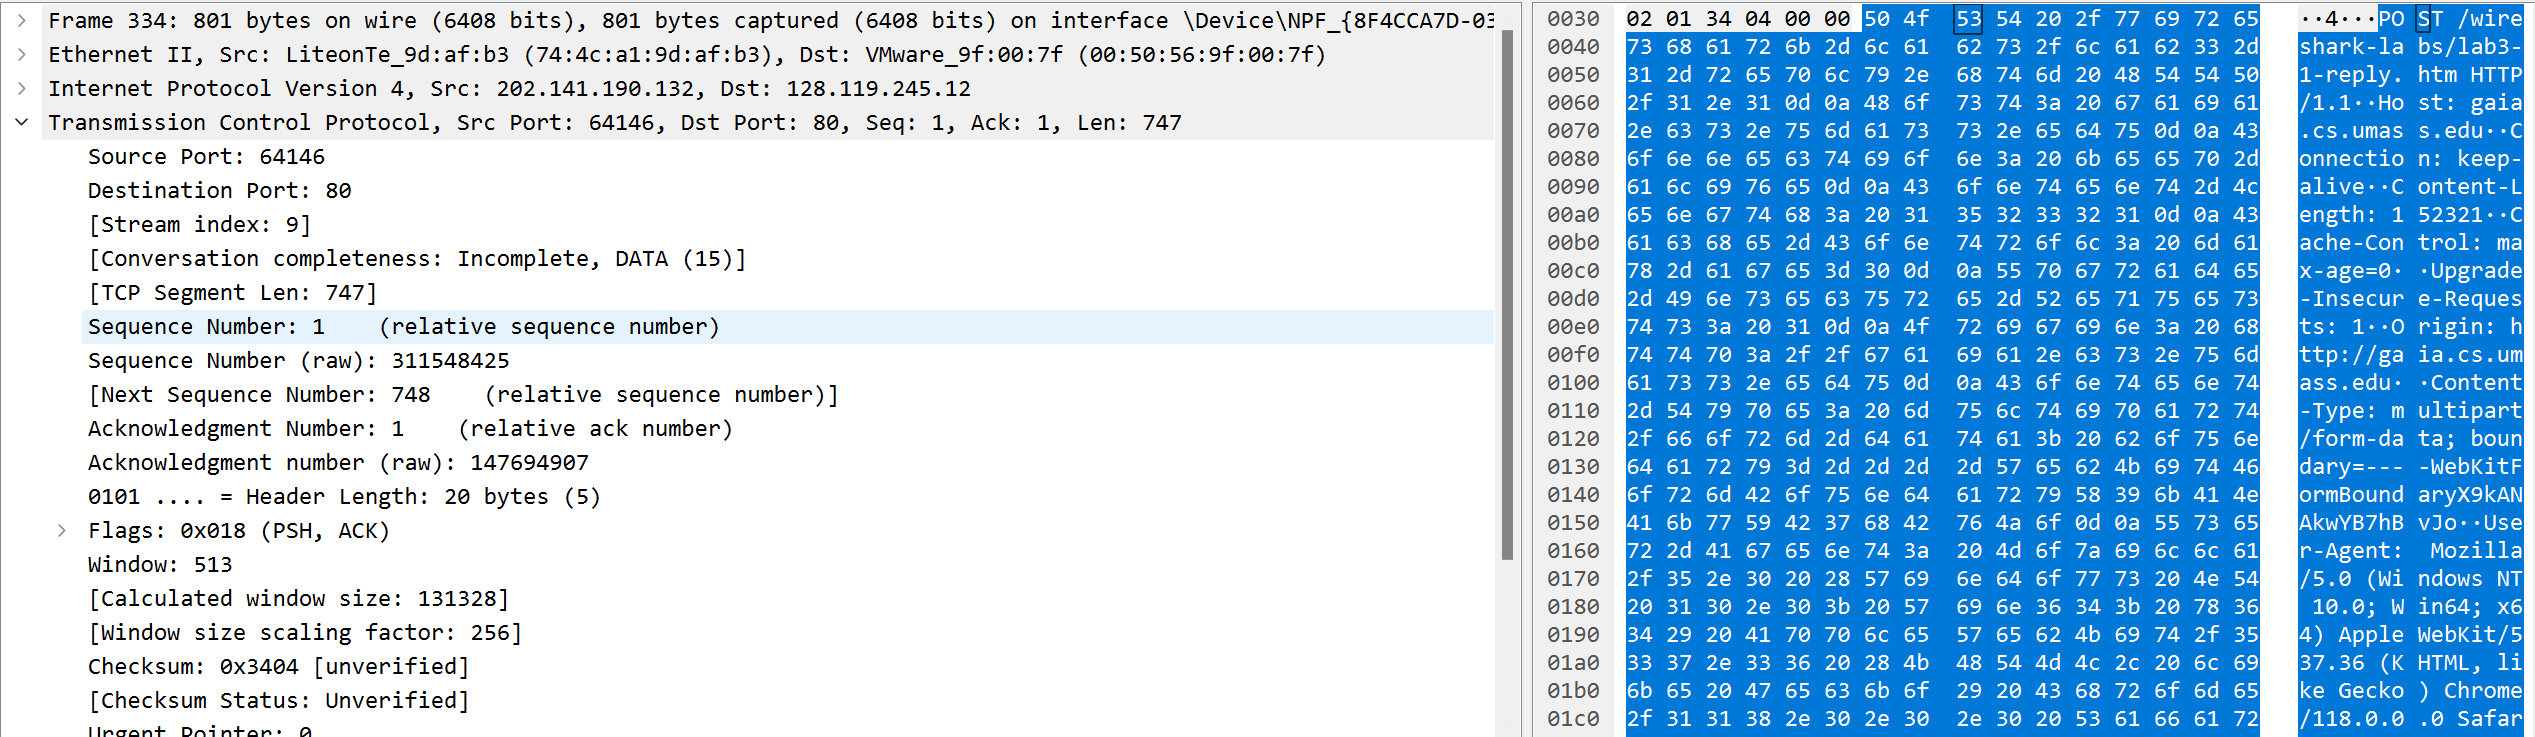 Frame 334: 801 bytes on wire (6408 bits), 801 bytes captured (6408 bits) on interface \Device\NPF_{8F4CCA7D-03
Ethernet II, Src: LiteonTe_9d:af:b3 (74:4c:a1:9d:af:b3), Dst: VMware_9f:00:7f (00:50:56:9f:00:7f)
Internet Protocol Version 4, Src: 202.141.190.132, Dst: 128.119.245.12
Transmission Control Protocol, Src Port: 64146, Dst Port: 80, Seq: 1, Ack: 1, Len: 747
Source Port: 64146
Destination Port: 80
[Stream index: 9]
[Conversation completeness: Incomplete, DATA (15)]
[TCP Segment Len: 747]
Sequence Number: 1    (relative sequence number)
Sequence Number (raw): 311548425
[Next Sequence Number: 748    (relative sequence number)]
Acknowledgment Number: 1    (relative ack number)
Acknowledgment number (raw): 147694907
0101 .... = Header Length: 20 bytes (5)
Flags: 0x018 (PSH, ACK)
Window: 513
[Calculated window size: 131328]
[Window size scaling factor: 256]
Checksum: 0x3404 [unverified]
[Checksum Status: Unverified]
Urgent Pointer: 0
0030 02 01 34 04 00 00 50 4f 53 54 20 2f 77 69 72 65 ··4···PO ST /wire
0040 73 68 61 72 6b 2d 6c 61 62 73 2f 6c 61 62 33 2d shark-la bs/lab3-
0050 31 2d 72 65 70 6c 79 2e 68 74 6d 20 48 54 54 50 1-reply. htm HTTP
0060 2f 31 2e 31 0d 0a 48 6f 73 74 3a 20 67 61 69 61 /1.1··Ho st: gaia
0070 2e 63 73 2e 75 6d 61 73 73 2e 65 64 75 0d 0a 43 .cs.umas s.edu··C
0080 6f 6e 6e 65 63 74 69 6f 6e 3a 20 6b 65 65 70 2d onnectio n: keep-
0090 61 6c 69 76 65 0d 0a 43 6f 6e 74 65 6e 74 2d 4c alive··C ontent-L
00a0 65 6e 67 74 68 3a 20 31 35 32 33 32 31 0d 0a 43 ength: 1 52321··C
00b0 61 63 68 65 2d 43 6f 6e 74 72 6f 6c 3a 20 6d 61 ache-Con trol: ma
00c0 78 2d 61 67 65 3d 30 0d 0a 55 70 67 72 61 64 65 x-age=0· ·Upgrade
00d0 2d 49 6e 73 65 63 75 72 65 2d 52 65 71 75 65 73 -Insecur e-Reques
00e0 74 73 3a 20 31 0d 0a 4f 72 69 67 69 6e 3a 20 68 ts: 1··O rigin: h
00f0 74 74 70 3a 2f 2f 67 61 69 61 2e 63 73 2e 75 6d ttp://ga ia.cs.um
0100 61 73 73 2e 65 64 75 0d 0a 43 6f 6e 74 65 6e 74 ass.edu· ·Content
0110 2d 54 79 70 65 3a 20 6d 75 6c 74 69 70 61 72 74 -Type: m ultipart
0120 2f 66 6f 72 6d 2d 64 61 74 61 3b 20 62 6f 75 6e /form-da ta; boun
0130 64 61 72 79 3d 2d 2d 2d 2d 57 65 62 4b 69 74 46 dary=--- -WebKitF
0140 6f 72 6d 42 6f 75 6e 64 61 72 79 58 39 6b 41 4e ormBound aryX9kAN
0150 41 6b 77 59 42 37 68 42 76 4a 6f 0d 0a 55 73 65 AkwYB7hB vJo··Use
0160 72 2d 41 67 65 6e 74 3a 20 4d 6f 7a 69 6c 6c 61 r-Agent:  Mozilla
0170 2f 35 2e 30 20 28 57 69 6e 64 6f 77 73 20 4e 54 /5.0 (Wi ndows NT
0180 20 31 30 2e 30 3b 20 57 69 6e 36 34 3b 20 78 36  10.0; W in64; x6
0190 34 29 20 41 70 70 6c 65 57 65 62 4b 69 74 2f 35 4) Apple WebKit/5
01a0 33 37 2e 33 36 20 28 4b 48 54 4d 4c 2c 20 6c 69 37.36 (K HTML, li
01b0 6b 65 20 47 65 63 6b 6f 29 20 43 68 72 6f 6d 65 ke Gecko ) Chrome
01c0 2f 31 31 38 2e 30 2e 30 2e 30 20 53 61 66 61 72 /118.0.0 .0 Safar